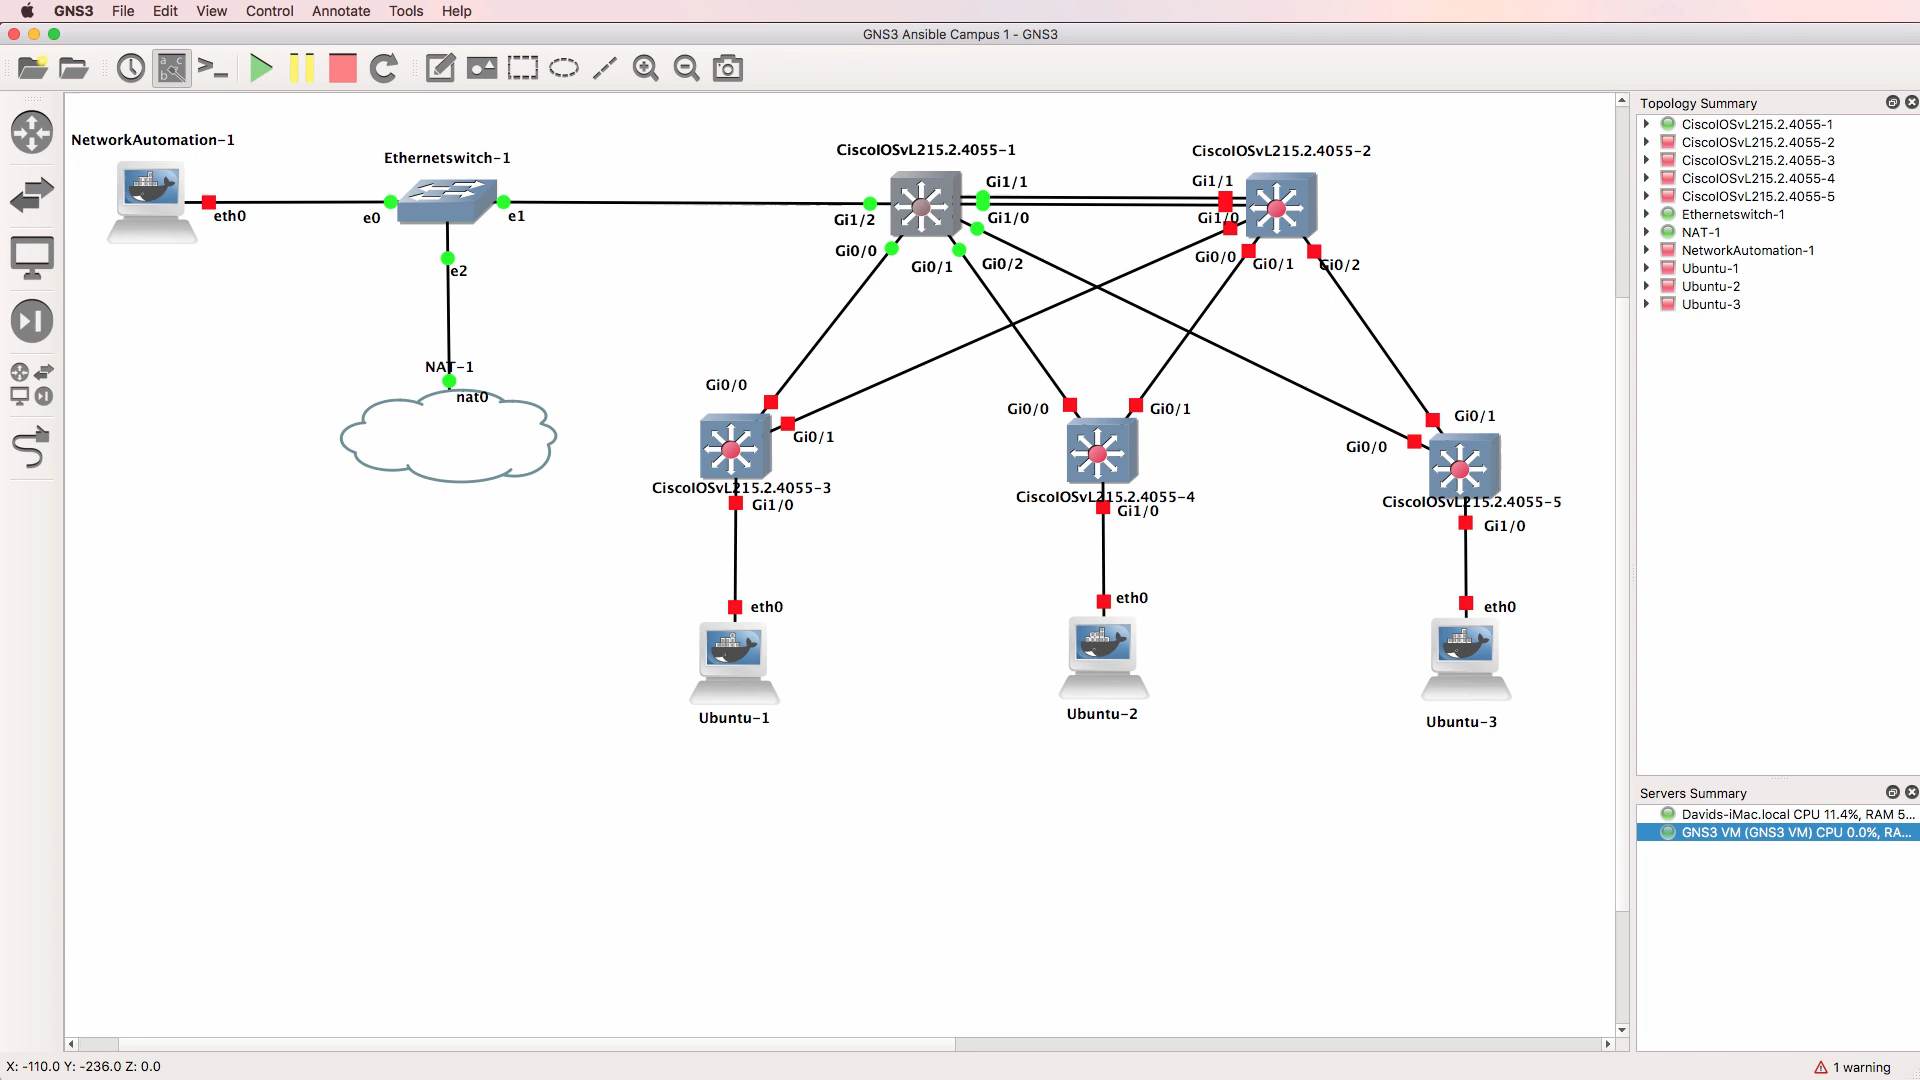 GNS3 File Edit View Control Annotate Tools Help
GNS3 Ansible Campus 1 - GNS3
NetworkAutomation-1
eth0
Ethernetswitch-1
e0
e1
e2
NAT-1
nat0
CiscoIOSvL215.2.4055-1
Gi1/1
Gi1/2
Gi1/0
Gi0/0
Gi0/1
Gi0/2
CiscoIOSvL215.2.4055-2
Gi1/1
Gi1/0
Gi0/0
Gi0/1
Gi0/2
Gi0/0
Gi0/1
CiscoIOSvL215.2.4055-3
Gi1/0
Gi0/0
Gi0/1
CiscoIOSvL215.2.4055-4
Gi1/0
Gi0/1
Gi0/0
CiscoIOSvL215.2.4055-5
Gi1/0
eth0
Ubuntu-1
eth0
Ubuntu-2
eth0
Ubuntu-3
Topology Summary
CiscoIOSvL215.2.4055-1
CiscoIOSvL215.2.4055-2
CiscoIOSvL215.2.4055-3
CiscoIOSvL215.2.4055-4
CiscoIOSvL215.2.4055-5
Ethernetswitch-1
NAT-1
NetworkAutomation-1
Ubuntu-1
Ubuntu-2
Ubuntu-3
Servers Summary
Davids-iMac.local CPU 11.4%, RAM 5...
GNS3 VM (GNS3 VM) CPU 0.0%, RA...
X: -110.0 Y: -236.0 Z: 0.0
1 warning